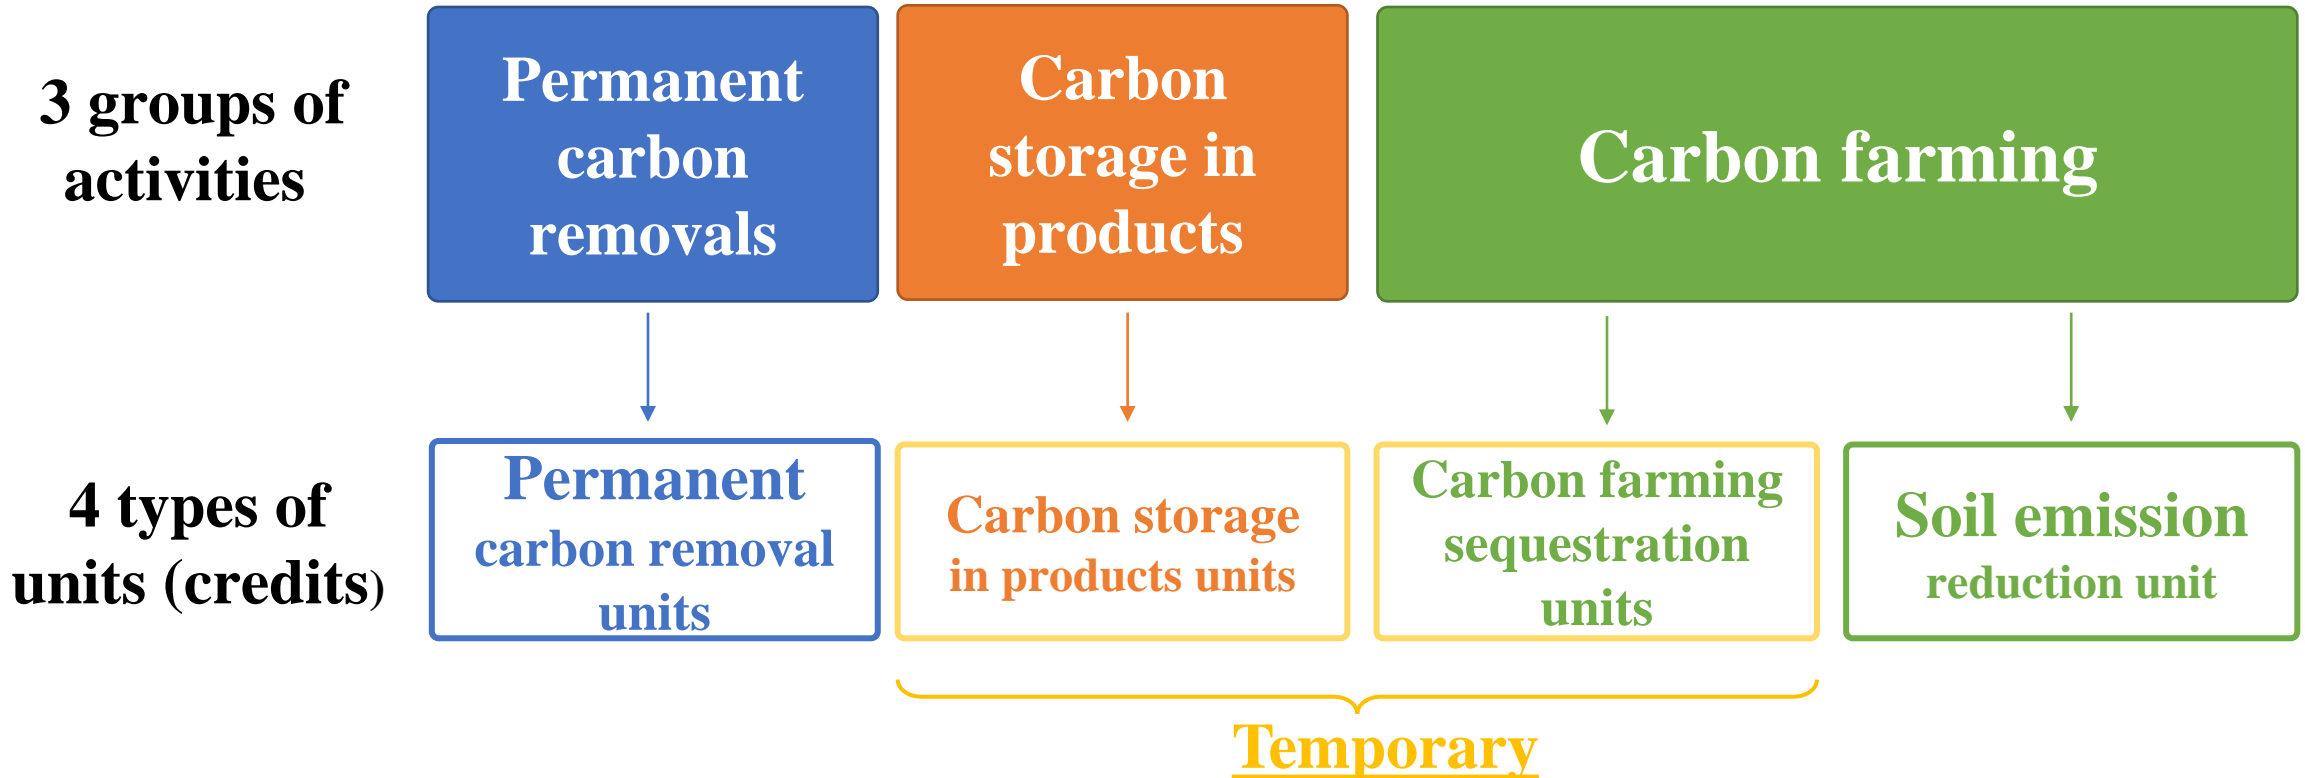 3 groups of
activities
Permanent
carbon
removals
Carbon
storage in
products
Carbon farming
4 types of
units (credits)
Permanent
carbon removal
units
Carbon storage
in products units
Carbon farming
sequestration
units
Soil emission
reduction unit
Temporary